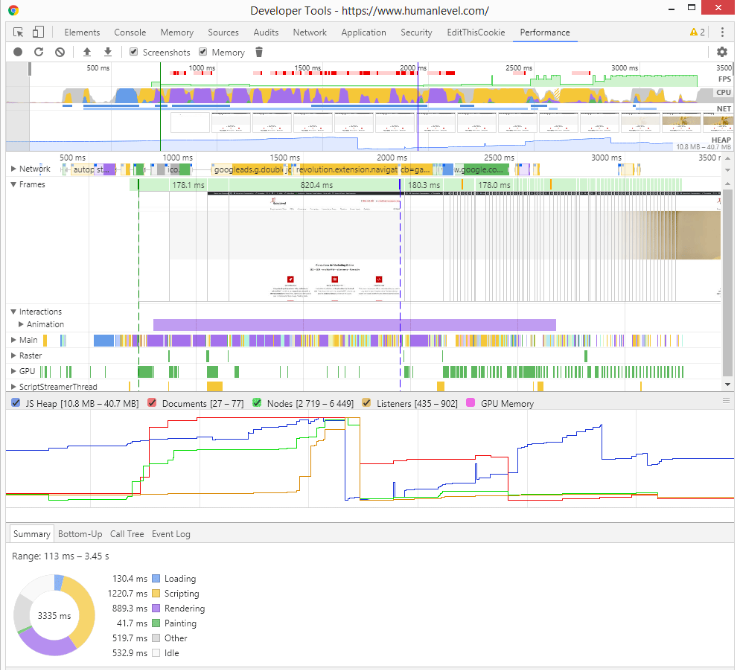 Developer Tools - https://www.humanlevel.com/
Elements Console Memory Sources Audits Network Application Security EditThisCookie Performance 2
Screenshots Memory
500 ms 1000 ms 1500 ms 2000 ms 2500 ms 3000 ms 3500
FPS
CPU
NET
HEAP
10.8 MB – 40.7 MB
500 ms 1000 ms 1500 ms 2000 ms 2500 ms 3000 ms 3500 m
Network autop st... ico. googleads.g.doubl revolution.extension.navigat cb=ga... w.google.co...
Frames 178.1 ms 820.4 ms 180.3 ms 178.0 ms
Interactions
Animation
Main
Raster
GPU
ScriptStreamerThread
JS Heap [10.8 MB – 40.7 MB] Documents [27 – 77] Nodes [2 719 – 6 449] Listeners [435 – 902] GPU Memory
Summary Bottom-Up Call Tree Event Log
Range: 113 ms – 3.45 s
3335 ms
130.4 ms Loading
1220.7 ms Scripting
889.3 ms Rendering
41.7 ms Painting
519.7 ms Other
532.9 ms Idle